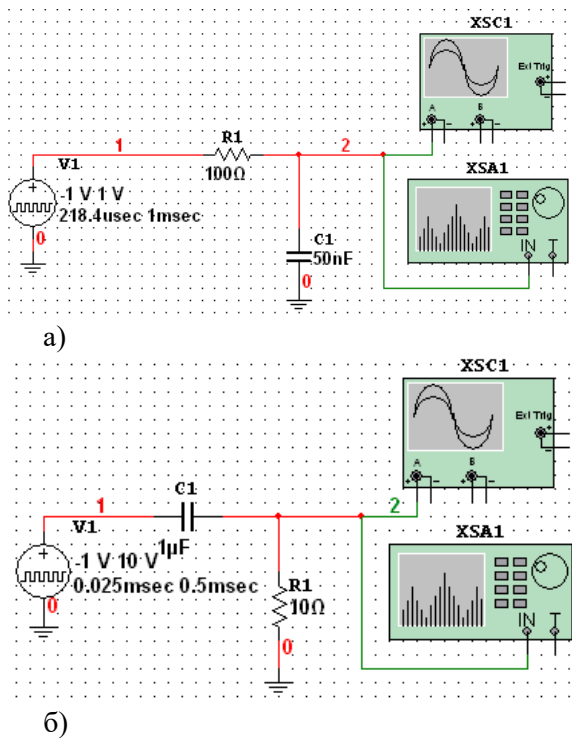 XSC1
Ext Trig
+
-
A
B
+ - + -
1
R1
100Ω
2
XSA1
V1
+
-1 V 1 V
218.4usec 1msec
0
C1
50nF
0
IN T
а)
XSC1
Ext Trig
+
-
A
B
+ - + -
1
C1
1µF
2
XSA1
V1
+
-1 V 10 V
0.025msec 0.5msec
0
R1
10Ω
0
IN T
б)